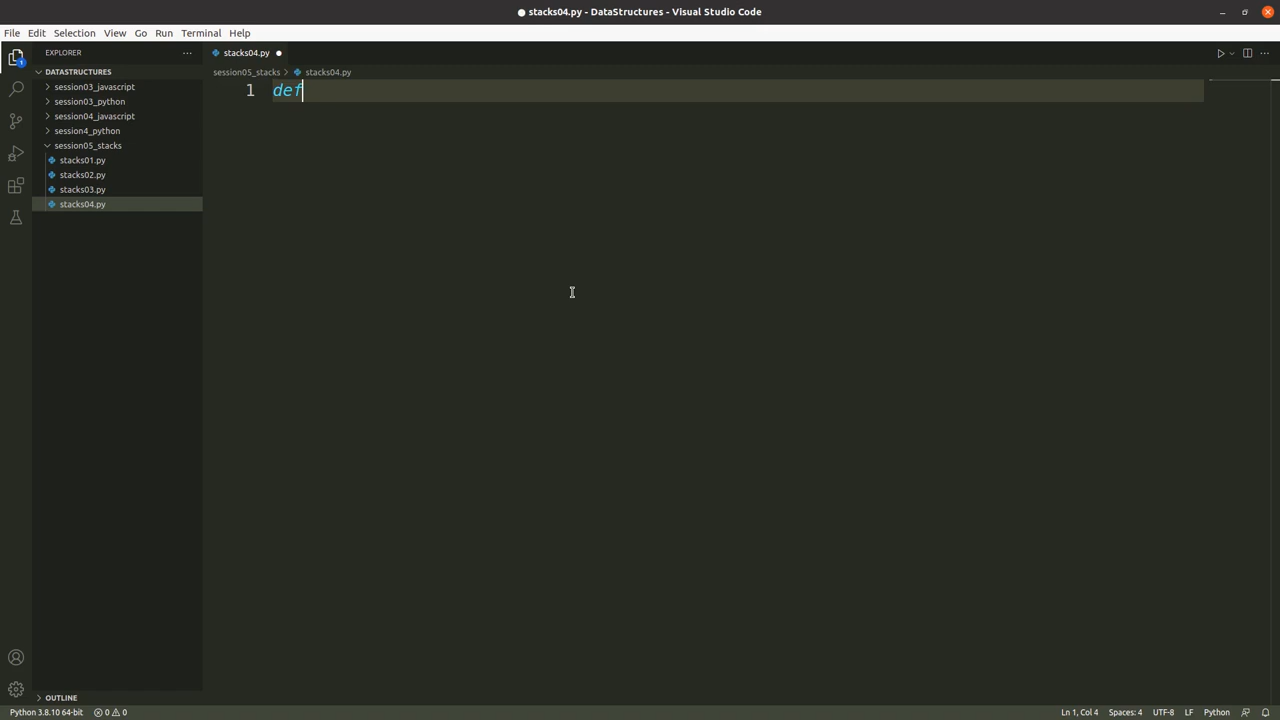 ● stacks04.py - DataStructures - Visual Studio Code
File Edit Selection View Go Run Terminal Help
EXPLORER
stacks04.py
DATASTRUCTURES
session05_stacks > stacks04.py
session03_javascript
1 def
session03_python
session04_javascript
session4_python
session05_stacks
stacks01.py
stacks02.py
stacks03.py
stacks04.py
OUTLINE
Python 3.8.10 64-bit 0 0 Ln 1, Col 4 Spaces: 4 UTF-8 LF Python